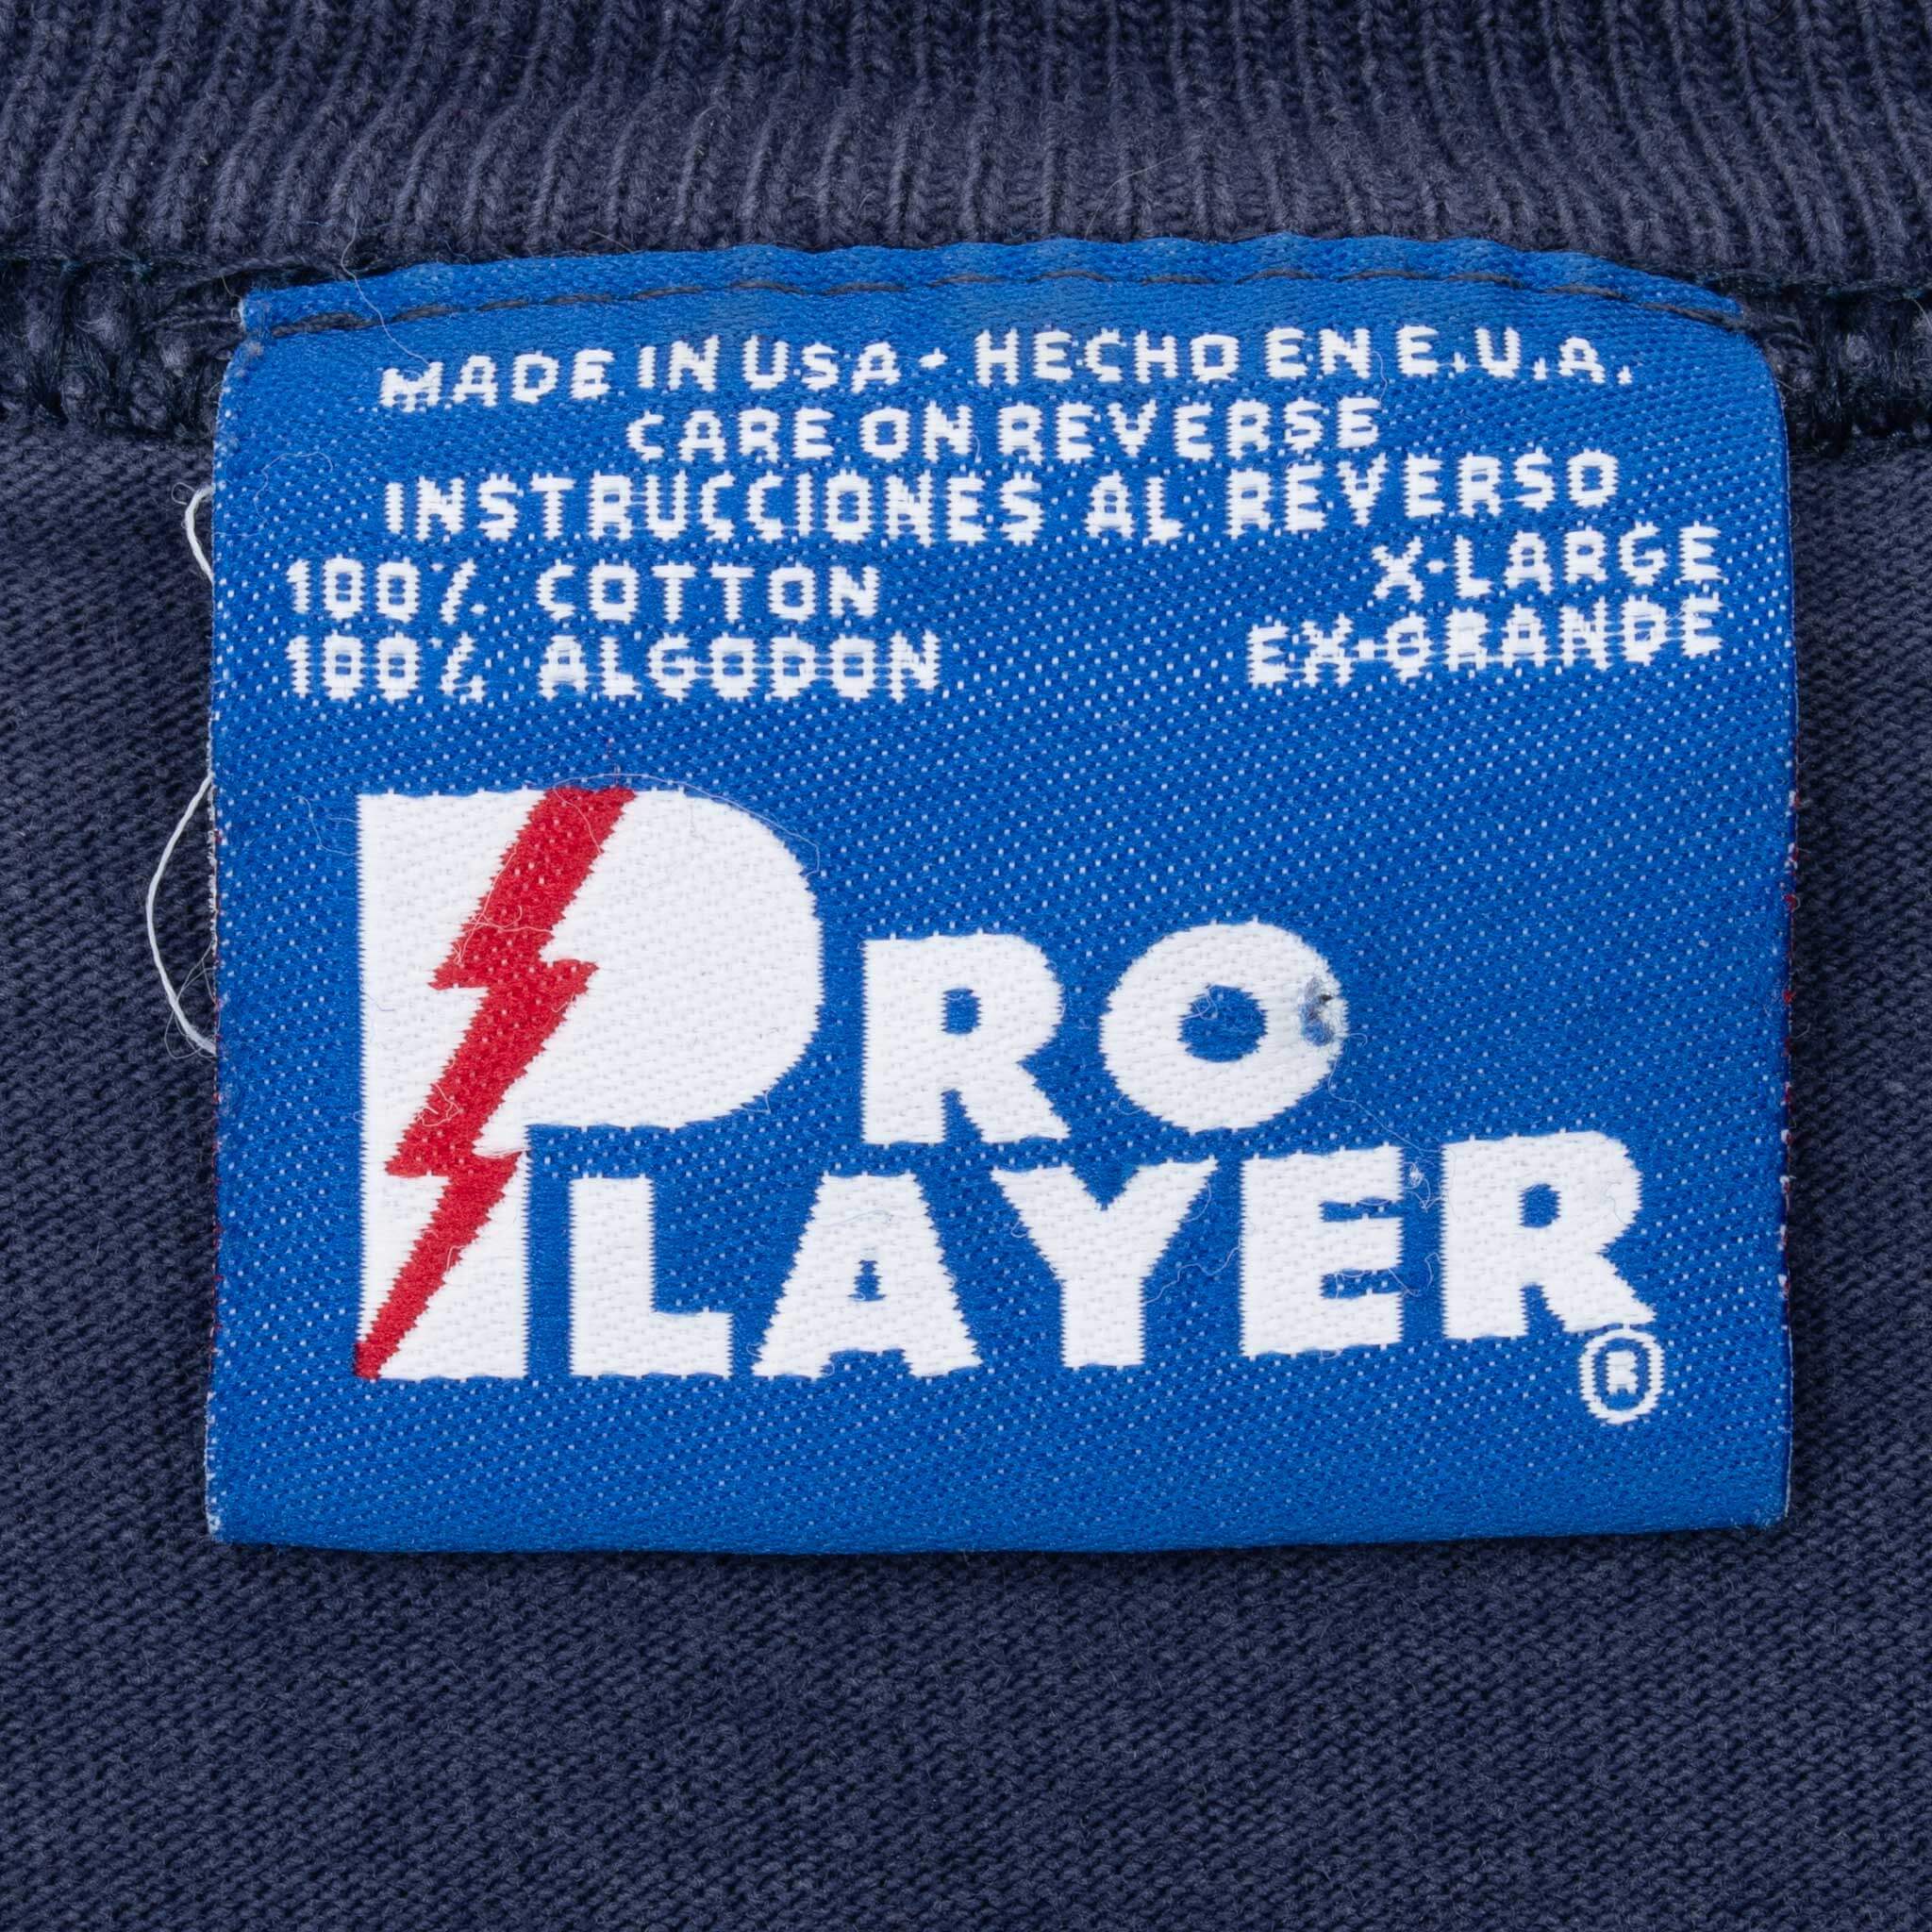 MADE IN USA - HECHO EN E.U.A.
CARE ON REVERSE
INSTRUCCIONES AL REVERSO
100% COTTON X-LARGE
100% ALGODON EX-GRANDE
PRO
PLAYER®